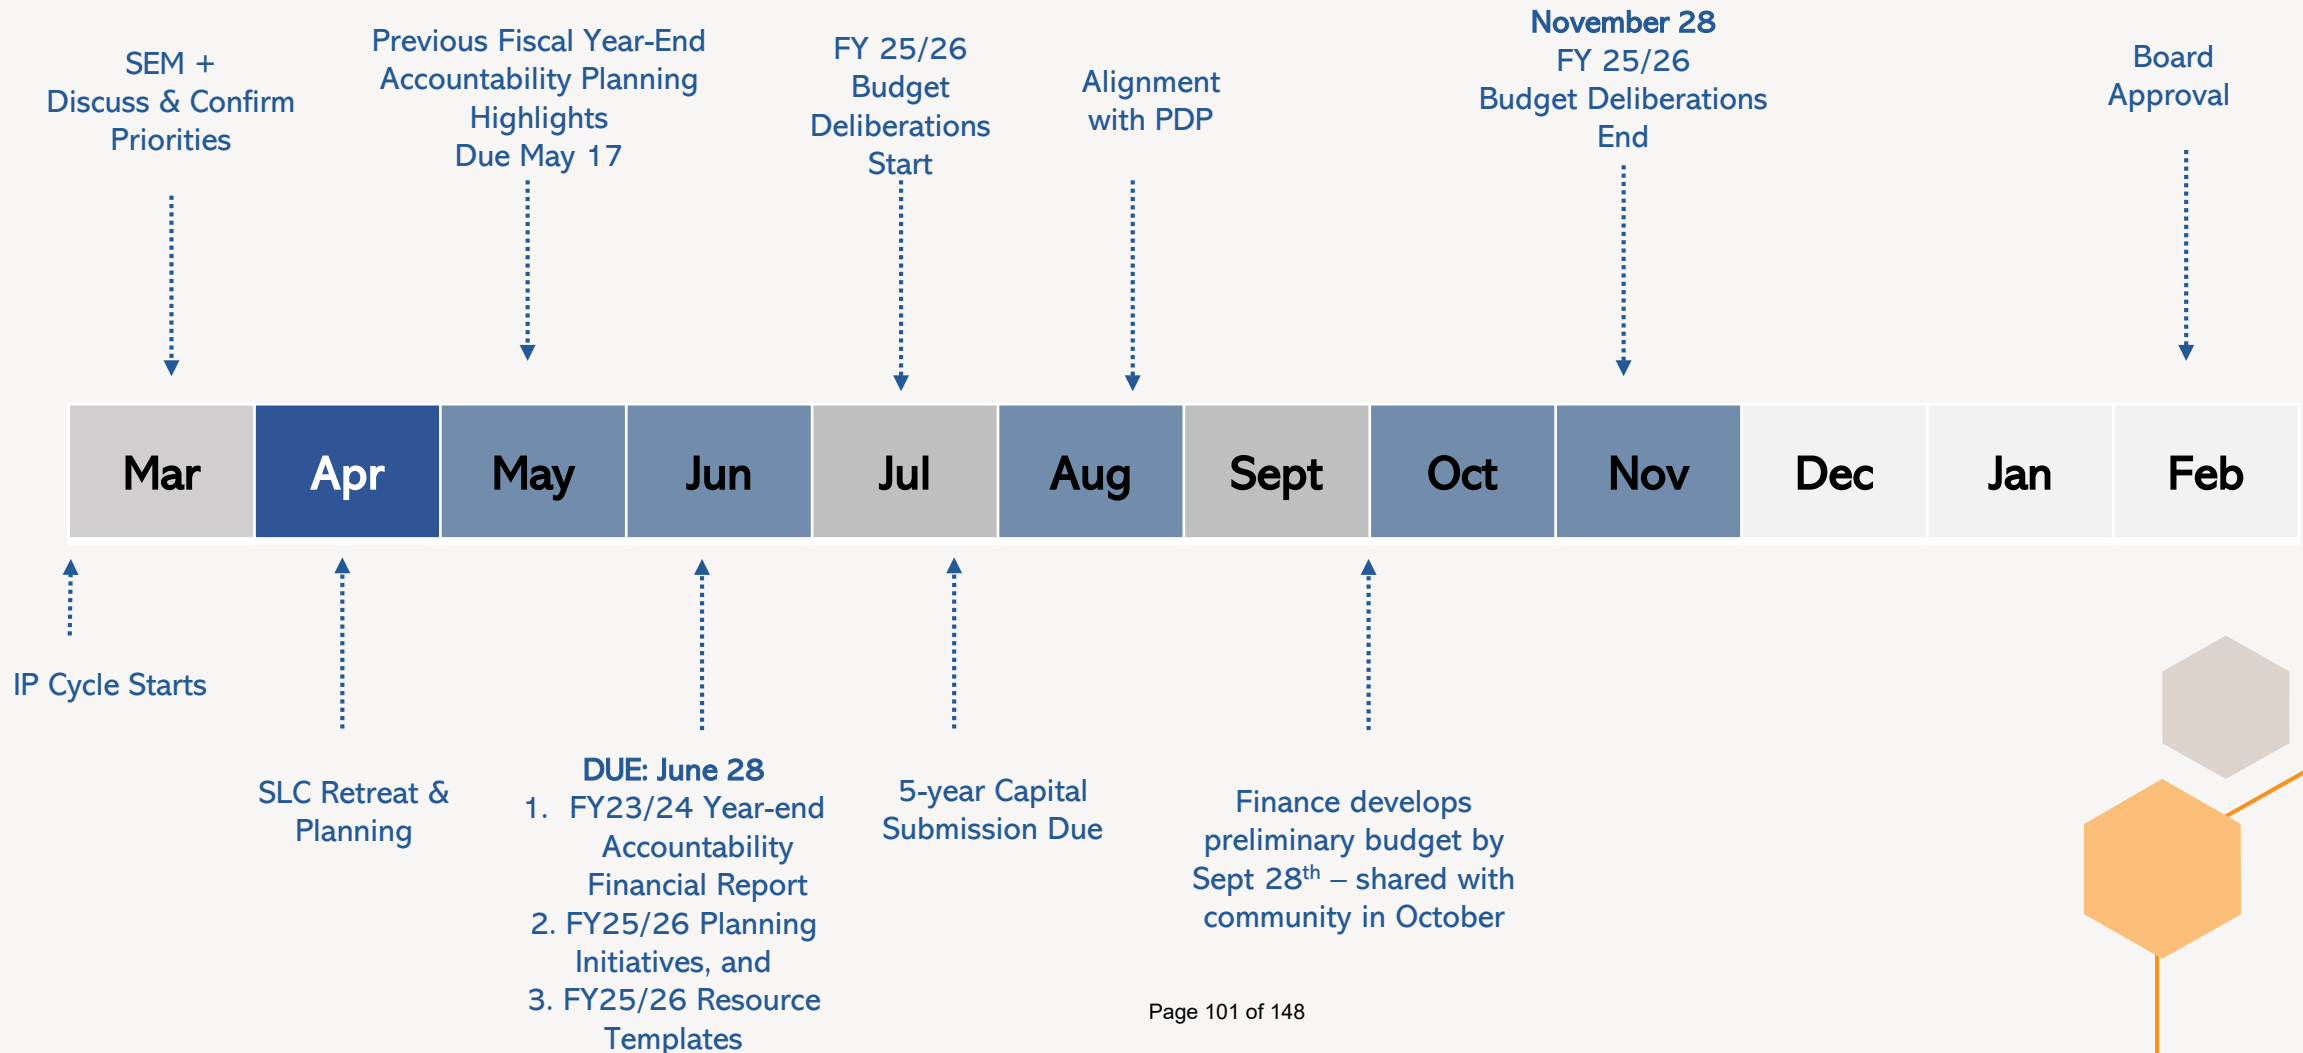 SEM +
Discuss & Confirm
Priorities
Previous Fiscal Year-End
Accountability Planning
Highlights
Due May 17
FY 25/26
Budget
Deliberations
Start
Alignment
with PDP
November 28
FY 25/26
Budget Deliberations
End
Board
Approval
Mar
Apr
May
Jun
Jul
Aug
Sept
Oct
Nov
Dec
Jan
Feb
IP Cycle Starts
SLC Retreat &
Planning
DUE: June 28
1. FY23/24 Year-end
Accountability
Financial Report
2. FY25/26 Planning
Initiatives, and
3. FY25/26 Resource
Templates
5-year Capital
Submission Due
Finance develops
preliminary budget by
Sept 28th – shared with
community in October
Page 101 of 148